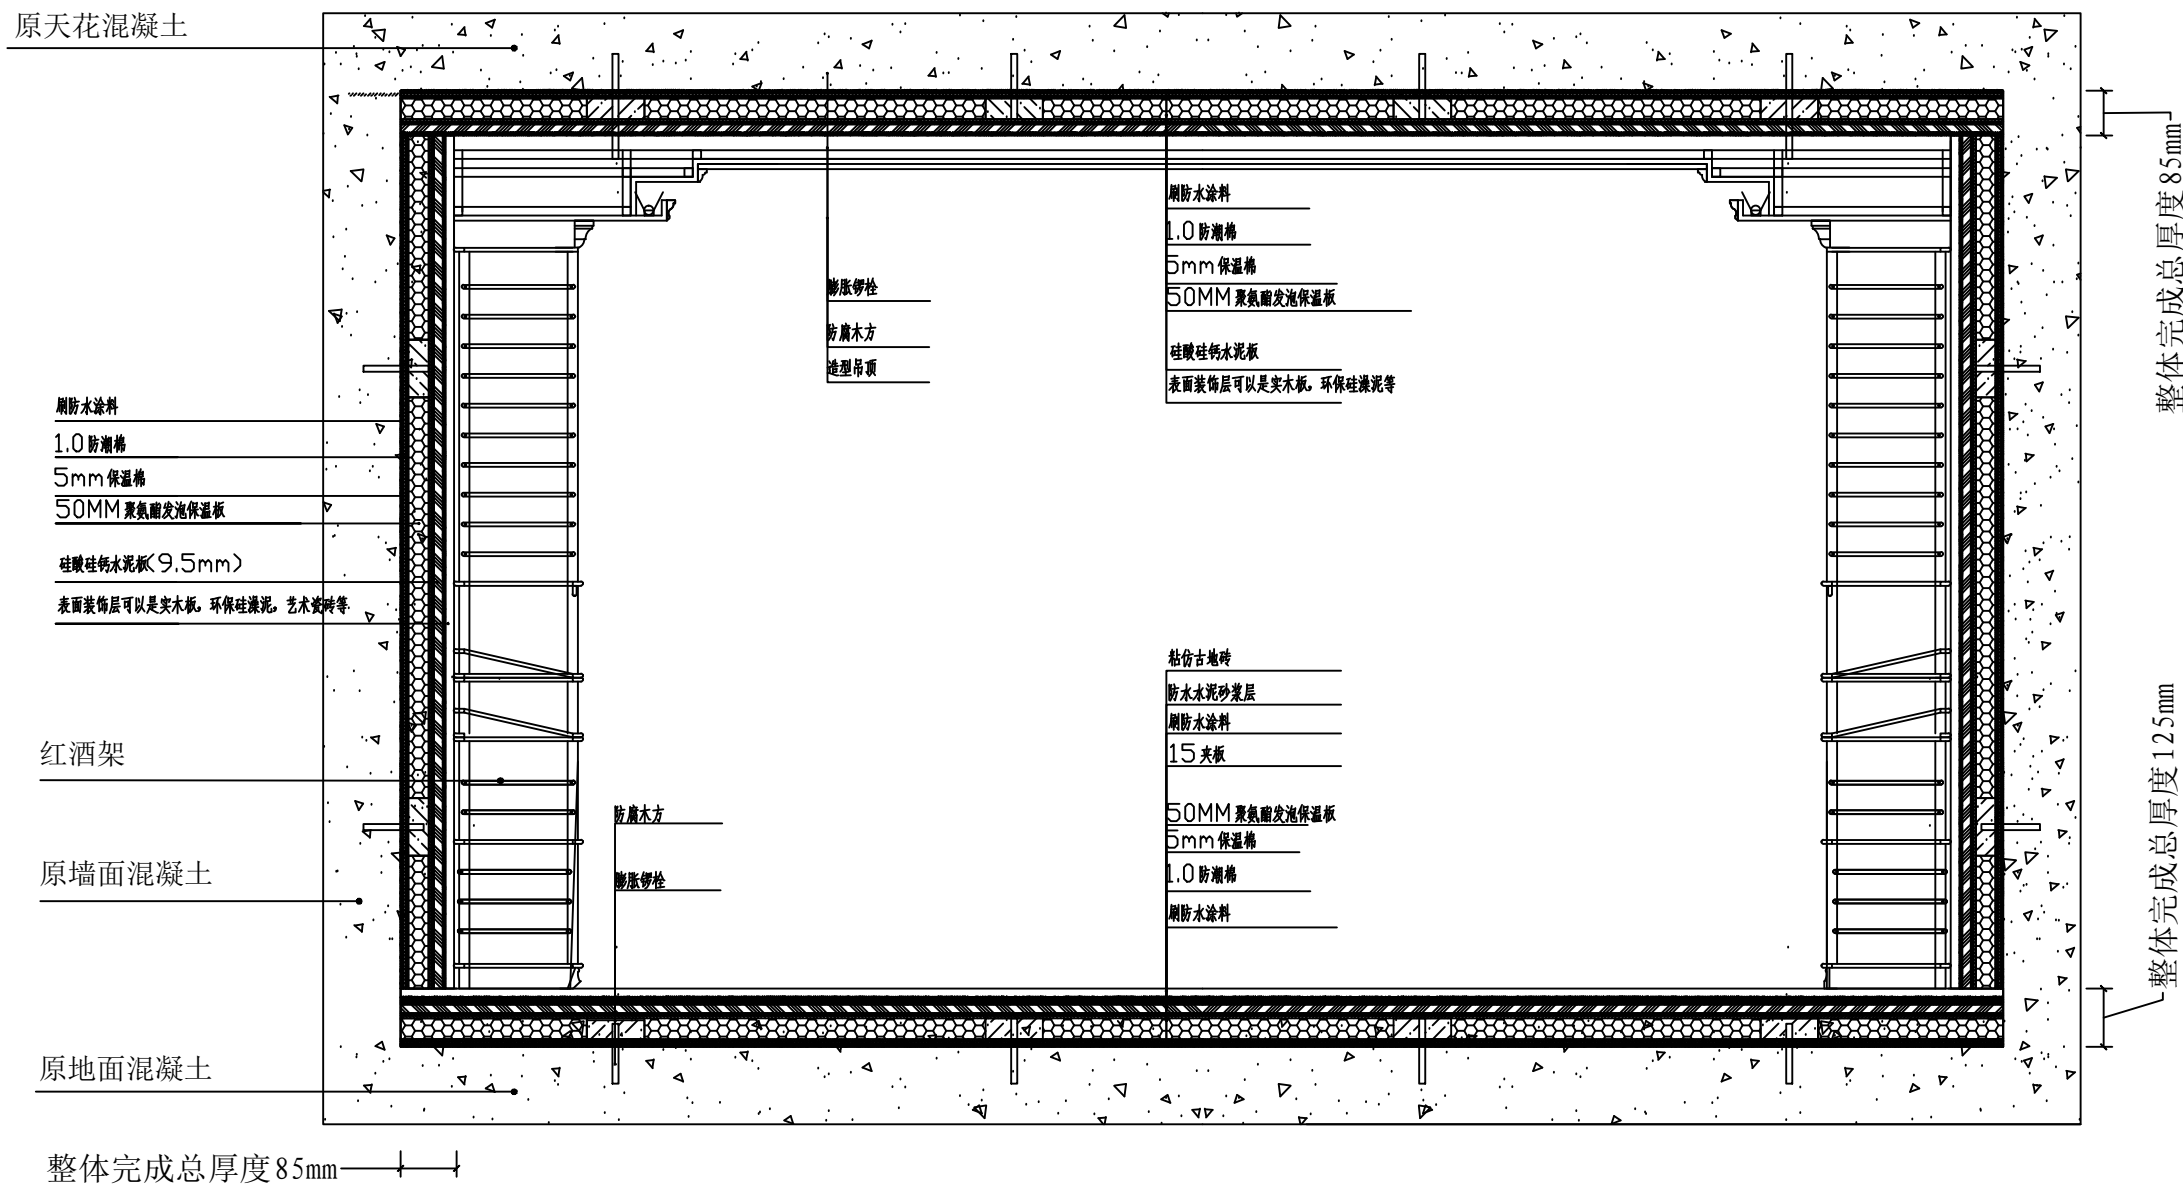 原天花混凝土
整体完成总厚度85mm
刷防水涂料
1.0防潮棉
5mm保温棉
50MM聚氨酯发泡保温板
硅酸硅钙水泥板
表面装饰层可以是实木板，环保硅澡泥等
膨胀锣栓
防腐木方
造型吊顶
刷防水涂料
1.0防潮棉
5mm保温棉
50MM聚氨酯发泡保温板
硅酸硅钙水泥板(9.5mm)
表面装饰层可以是实木板，环保硅澡泥，艺术瓷砖等
粘仿古地砖
防水水泥砂浆层
刷防水涂料
15夹板
50MM聚氨酯发泡保温板
5mm保温棉
1.0防潮棉
刷防水涂料
整体完成总厚度125mm
红酒架
防腐木方
膨胀锣栓
原墙面混凝土
原地面混凝土
整体完成总厚度85mm